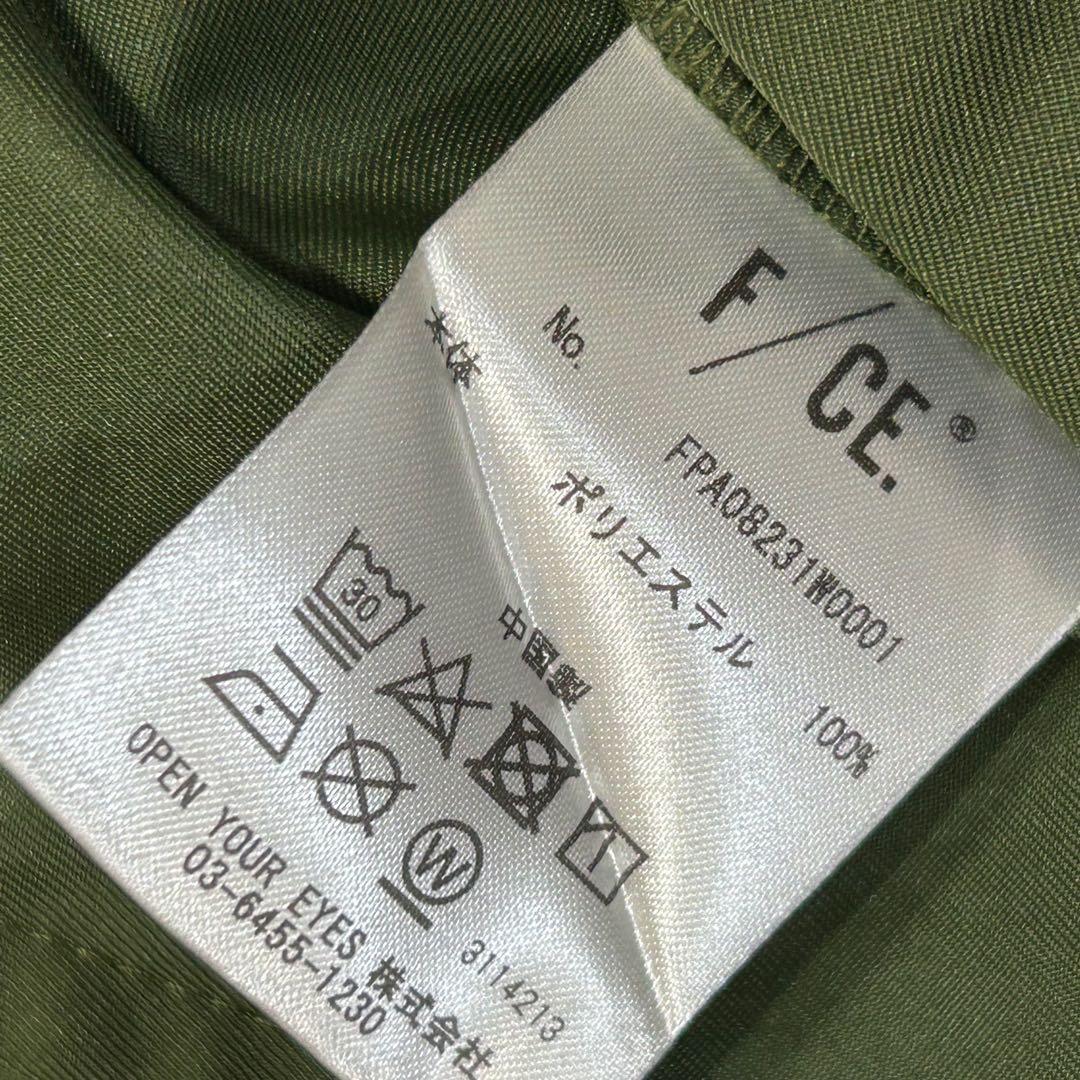 F/CE.®
No. FPA08231W0001
本体 ポリエステル 100%
中国製
30
W
OPEN YOUR EYES 株式会社
03-6455-1230
3114213